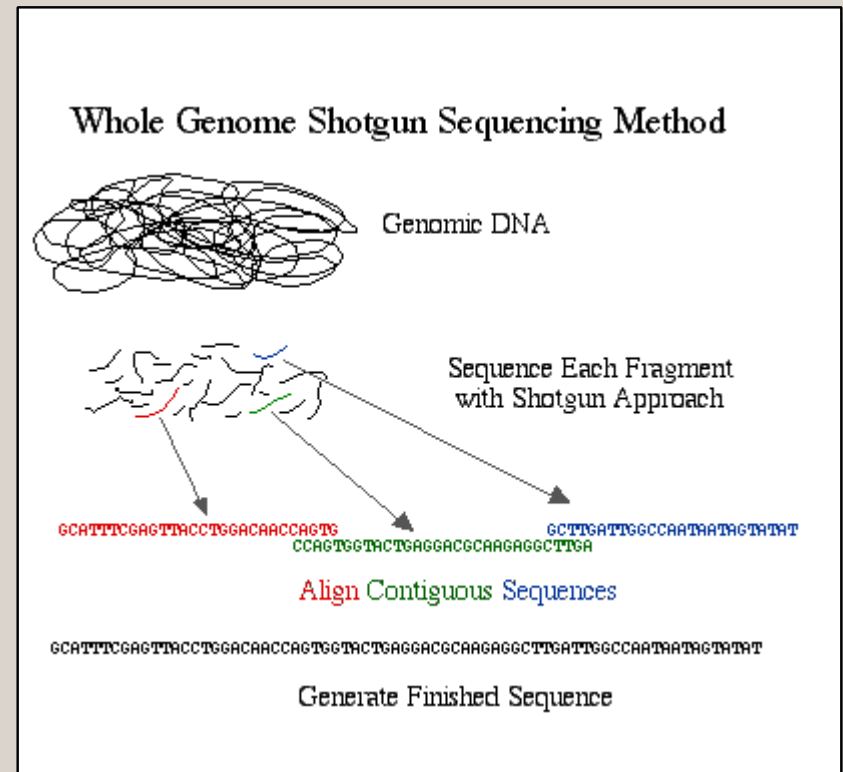 Whole Genome Shotgun Sequencing Method
Genomic DNA
Sequence Each Fragment
with Shotgun Approach
GCATTTCGAGTTACCTGGACAACCAGTG
GCTTGATTGGCCAATAATAGTATAT
CCAGTGGTACTGAGGACGCAAGAGGCTTGA
Align Contiguous Sequences
GCATTTCGAGTTACCTGGACAACCAGTGGTACTGAGGACGCAAGAGGCTTGATTGGCCAATAATAGTATAT
Generate Finished Sequence